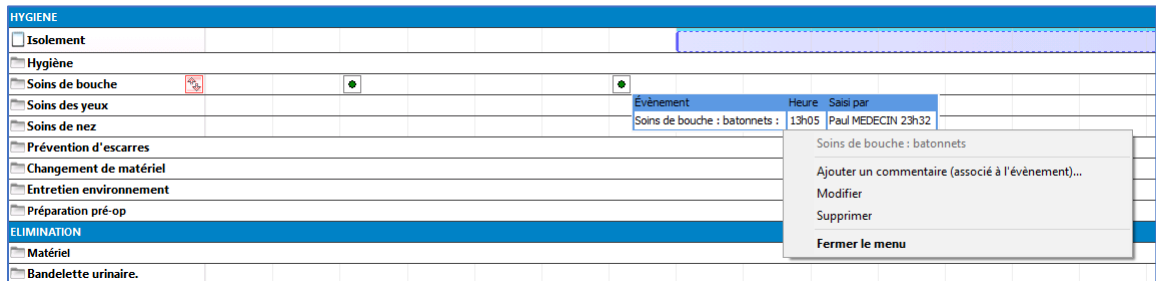 HYGIENE
Isolement
Hygiène
Soins de bouche
Soins des yeux
Évènement Heure Saisi par
Soins de bouche : batonnets : 13h05 Paul MEDECIN 23h32
Soins de nez
Soins de bouche : batonnets
Prévention d'escarres
Ajouter un commentaire (associé à l'évènement)...
Changement de matériel
Modifier
Entretien environnement
Supprimer
Préparation pré-op
ELIMINATION
Fermer le menu
Matériel
Bandelette urinaire.